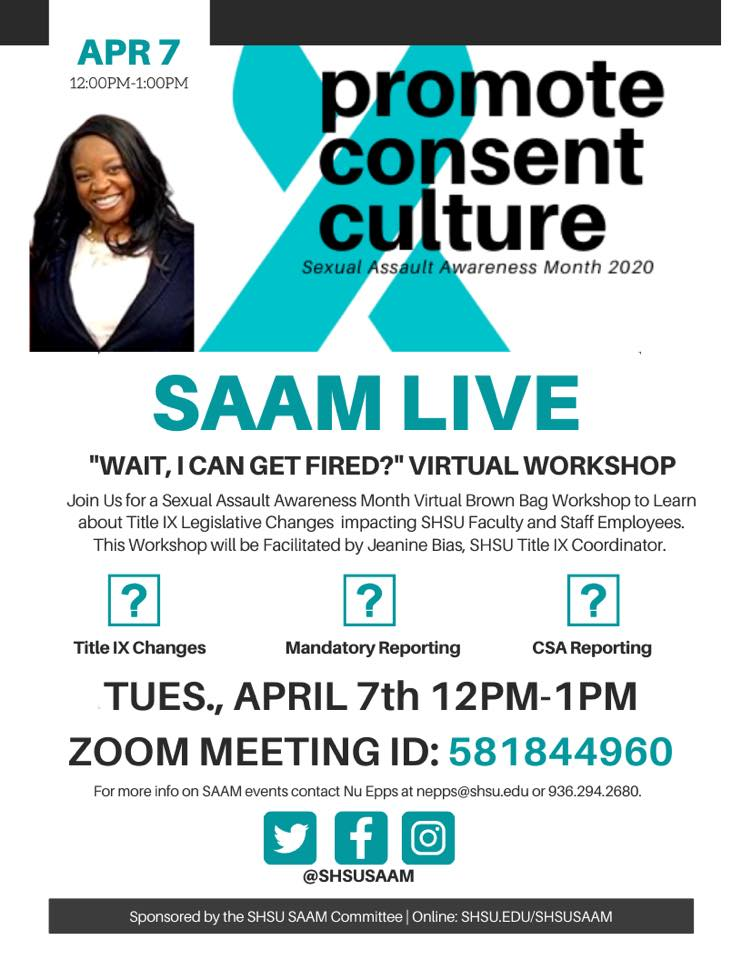 APR 7
12:00PM-1:00PM
promote
consent
culture
Sexual Assault Awareness Month 2020
SAAM LIVE
"WAIT, I CAN GET FIRED?" VIRTUAL WORKSHOP
Join Us for a Sexual Assault Awareness Month Virtual Brown Bag Workshop to Learn
about Title IX Legislative Changes impacting SHSU Faculty and Staff Employees.
This Workshop will be Facilitated by Jeanine Bias, SHSU Title IX Coordinator.
? ? ?
Title IX Changes Mandatory Reporting CSA Reporting
TUES., APRIL 7th 12PM-1PM
ZOOM MEETING ID: 581844960
For more info on SAAM events contact Nu Epps at nepps@shsu.edu or 936.294.2680.
@SHSUSAAM
Sponsored by the SHSU SAAM Committee | Online: SHSU.EDU/SHSUSAAM